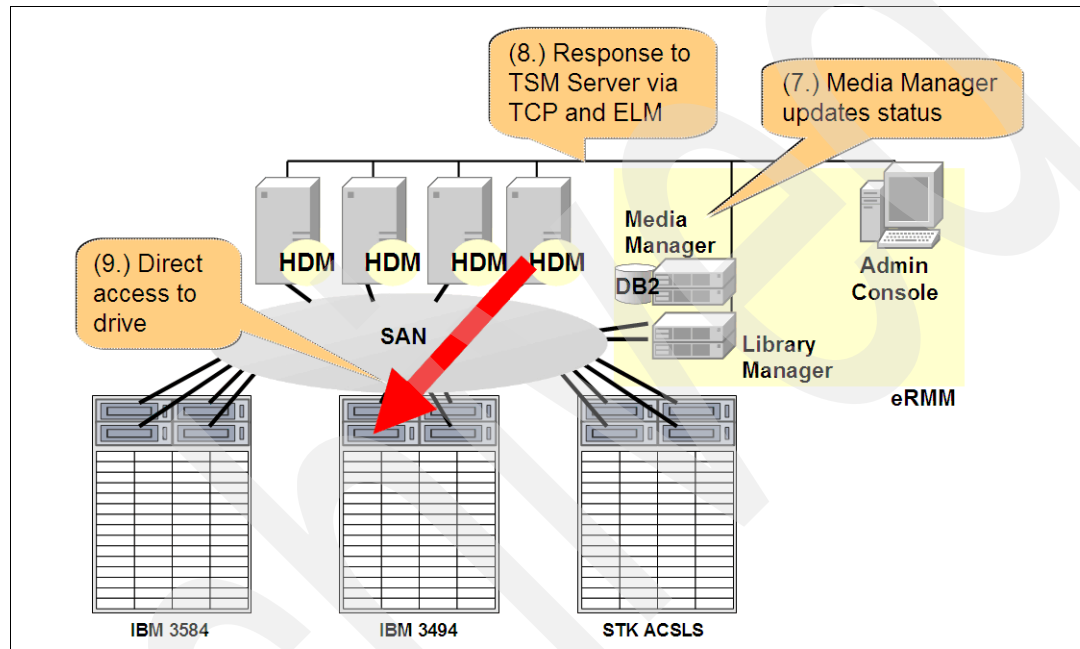 (8.) Response to
TSM Server via
TCP and ELM
(7.) Media Manager
updates status
(9.) Direct
access to
drive
HDM
HDM
HDM
HDM
Media
Manager
DB2
Admin
Console
SAN
Library
Manager
eRMM
IBM 3584
IBM 3494
STK ACSLS